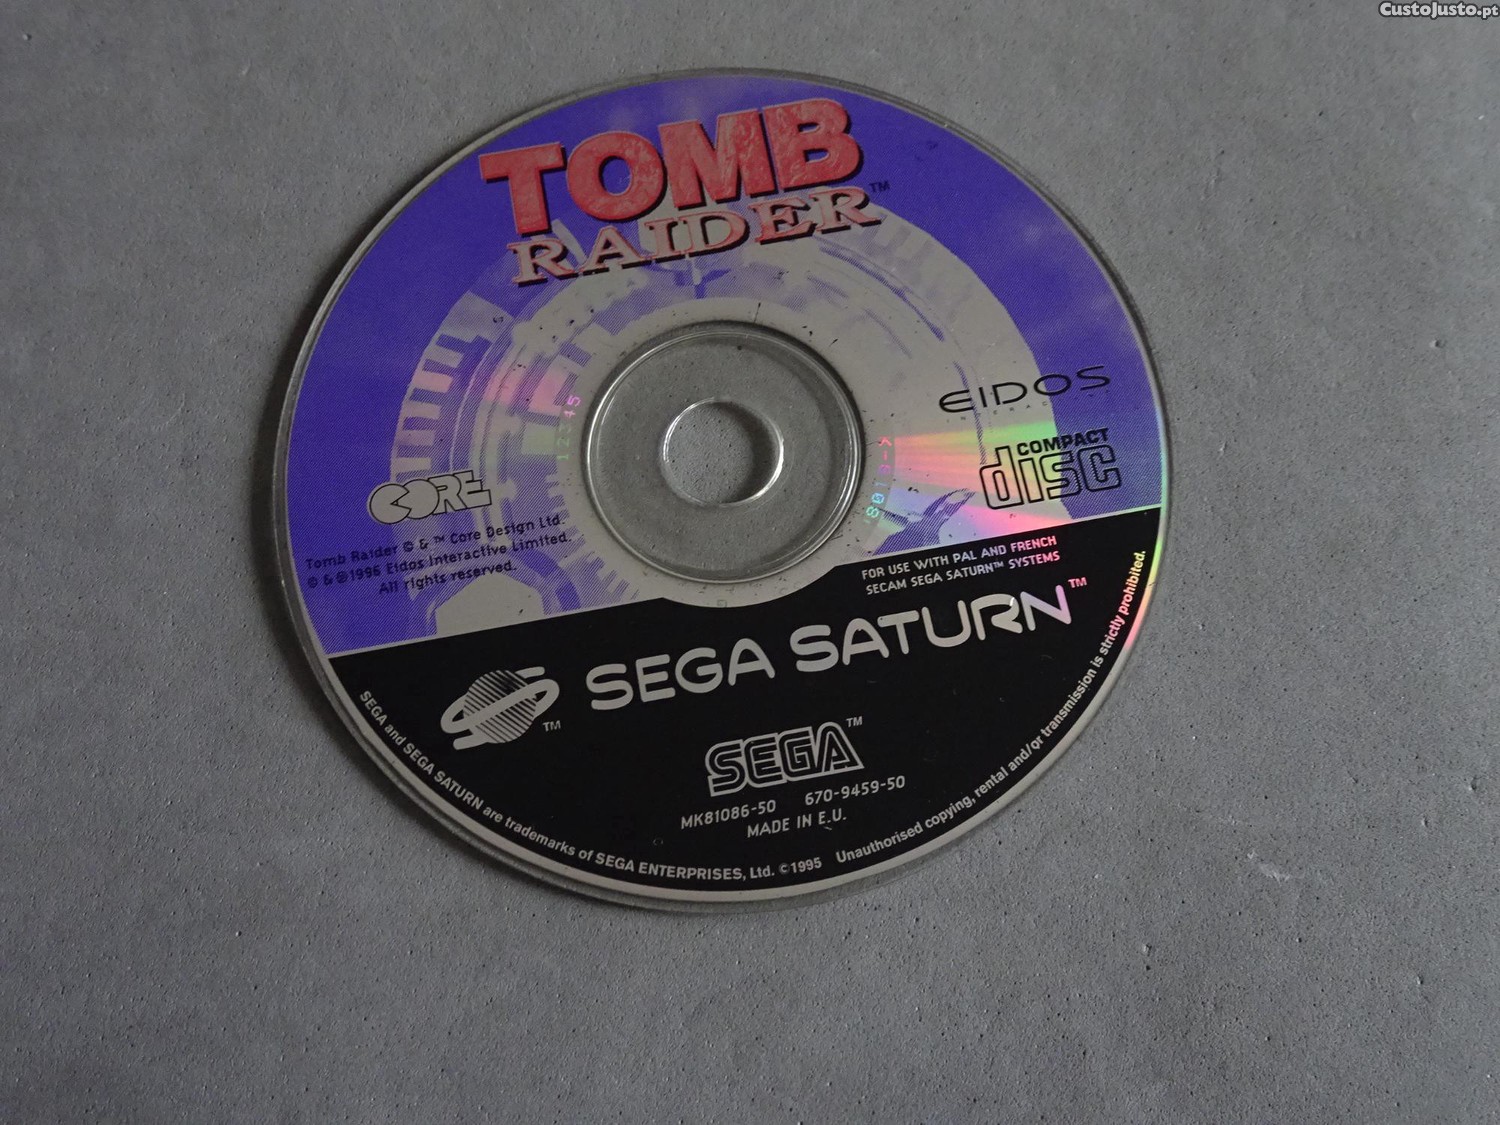 CustoJusto.pt
TOMB
RAIDER™
EIDOS
COMPACT
disc
CORE
Tomb Raider © & ™ Core Design Ltd.
© & ℗1996 Eidos Interactive Limited.
All rights reserved.
12345
FOR USE WITH PAL AND FRENCH
SECAM SEGA SATURN™ SYSTEMS
SEGA SATURN™
TM
SEGA™
MK81086-50 670-9459-50
MADE IN E.U.
SEGA and SEGA SATURN are trademarks of SEGA ENTERPRISES, Ltd. ©1995 Unauthorised copying, rental and/or transmission is strictly prohibited.